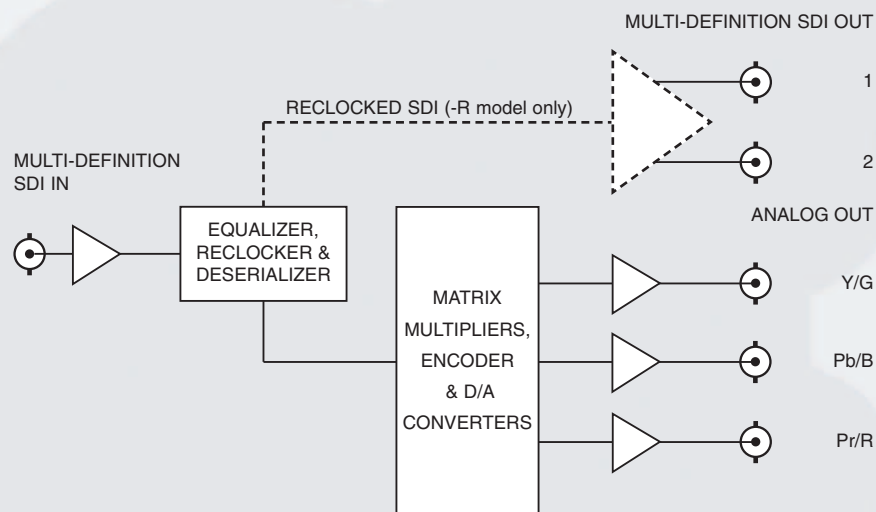 MULTI-DEFINITION SDI OUT
1
RECLOCKED SDI (-R model only)
2
MULTI-DEFINITION
SDI IN
ANALOG OUT
EQUALIZER,
RECLOCKER &
DESERIALIZER
Y/G
MATRIX
MULTIPLIERS,
ENCODER
& D/A
CONVERTERS
Pb/B
Pr/R